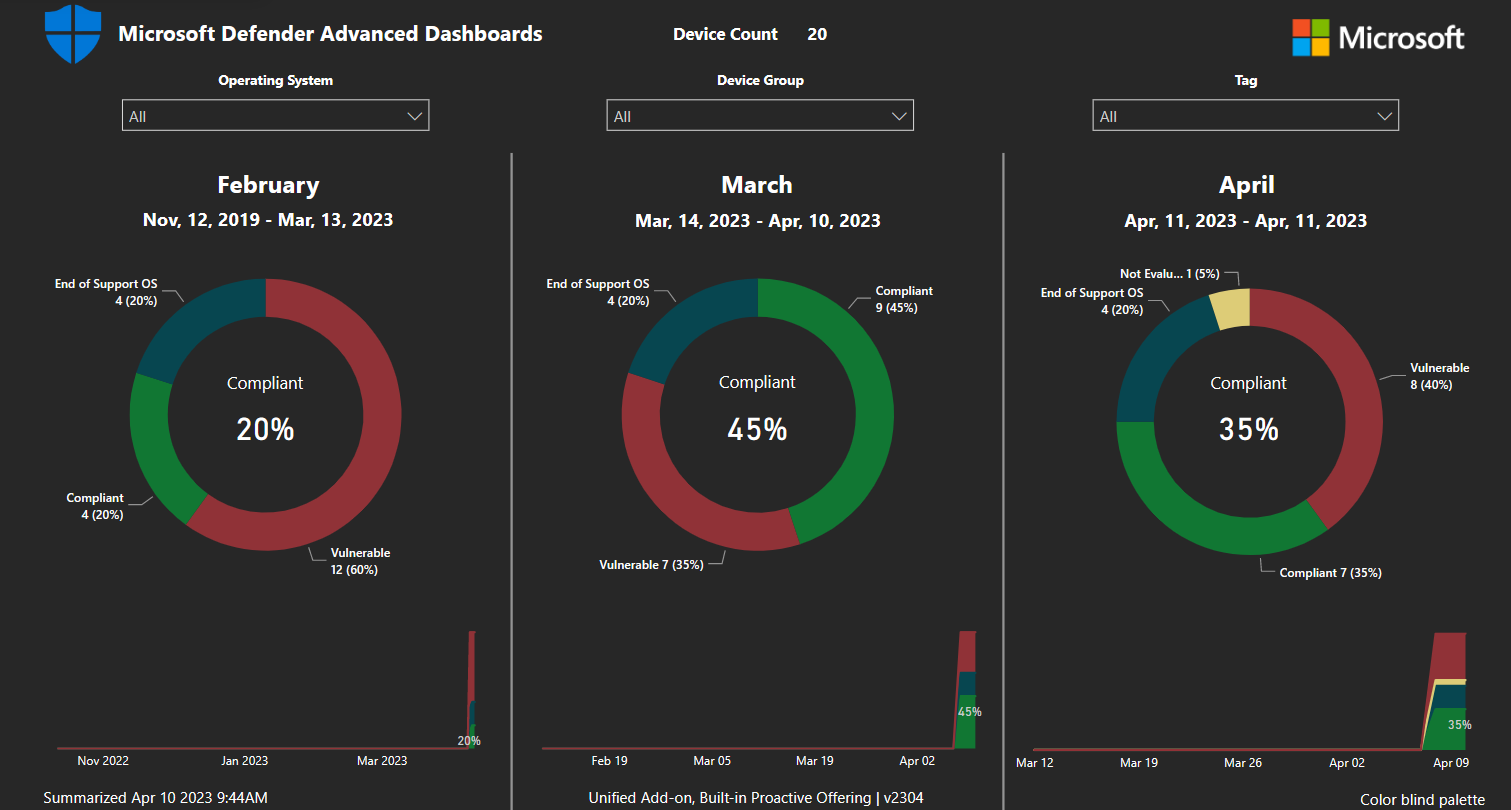 Microsoft Defender Advanced Dashboards
Device Count 20
Microsoft
Operating System
All
Device Group
All
Tag
All
February
Nov, 12, 2019 - Mar, 13, 2023
End of Support OS
4 (20%)
Compliant
20%
Compliant
4 (20%)
Vulnerable
12 (60%)
20%
Nov 2022 Jan 2023 Mar 2023
March
Mar, 14, 2023 - Apr, 10, 2023
End of Support OS
4 (20%)
Compliant
9 (45%)
Compliant
45%
Vulnerable 7 (35%)
45%
Feb 19 Mar 05 Mar 19 Apr 02
April
Apr, 11, 2023 - Apr, 11, 2023
Not Evalu... 1 (5%)
End of Support OS
4 (20%)
Vulnerable
8 (40%)
Compliant
35%
Compliant 7 (35%)
35%
Mar 12 Mar 19 Mar 26 Apr 02 Apr 09
Summarized Apr 10 2023 9:44AM
Unified Add-on, Built-in Proactive Offering | v2304
Color blind palette